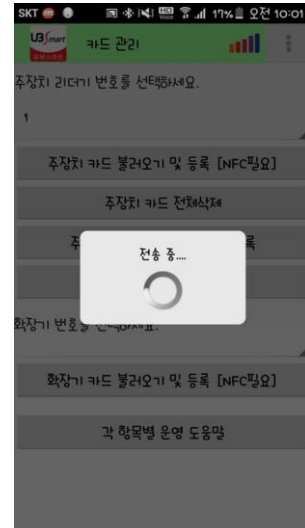 SKT 17% 오전 10:01
UBSmart 카드 관리
주장치 리더기 번호를 선택하세요.
1
주장치 카드 불러오기 및 등록 [NFC필요]
주장치 카드 전체삭제
주 록
전송 중....
확장기 번호를 선택하세요.
확장기 카드 불러오기 및 등록 [NFC필요]
각 항목별 운영 도움말